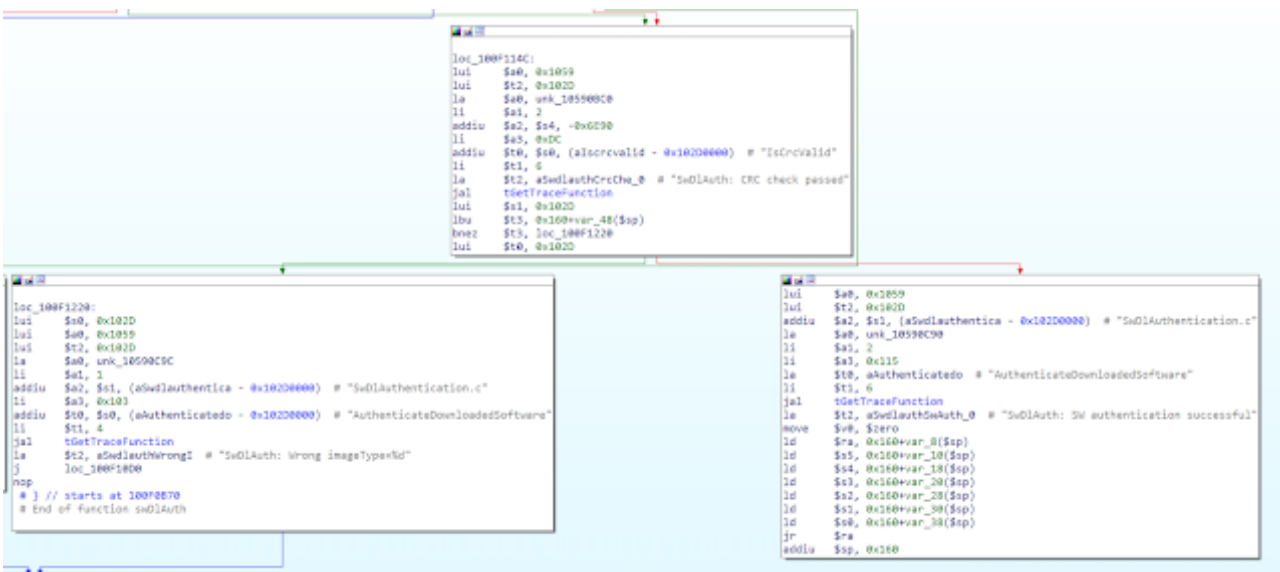 loc_100F114C:
lui $a0, 0x1059
lui $t2, 0x102D
la $a0, unk_105908C0
li $a1, 2
addiu $a2, $s4, -0x6E90
li $a3, 0xDC
addiu $t0, $s0, (aIscrcvalid - 0x102D0000) # "IsCrcValid"
li $t1, 6
la $t2, aSwdlauthCrcChe_0 # "SwDlAuth: CRC check passed"
jal tGetTraceFunction
lui $s1, 0x102D
lbu $t3, 0x160+var_48($sp)
bnez $t3, loc_100F1220
lui $t0, 0x102D
loc_100F1220:
lui $s0, 0x102D
lui $a0, 0x1059
lui $t2, 0x102D
la $a0, unk_10590C9C
li $a1, 1
addiu $a2, $s1, (aSwdlauthentica - 0x102D0000) # "SwDlAuthentication.c"
li $a3, 0x103
addiu $t0, $s0, (aAuthenticatedo - 0x102D0000) # "AuthenticateDownloadedSoftware"
li $t1, 4
jal tGetTraceFunction
la $t2, aSwdlauthWrongI # "SwDlAuth: Wrong imageType=%d"
j loc_100F10D0
nop
# } // starts at 100F0B70
# End of function swDlAuth
lui $a0, 0x1059
lui $t2, 0x102D
addiu $a2, $s1, (aSwdlauthentica - 0x102D0000) # "SwDlAuthentication.c"
la $a0, unk_10590C90
li $a1, 2
li $a3, 0x115
la $t0, aAuthenticatedo # "AuthenticateDownloadedSoftware"
li $t1, 6
jal tGetTraceFunction
la $t2, aSwdlauthSwAuth_0 # "SwDlAuth: SW authentication successful"
move $v0, $zero
ld $ra, 0x160+var_8($sp)
ld $s5, 0x160+var_10($sp)
ld $s4, 0x160+var_18($sp)
ld $s3, 0x160+var_20($sp)
ld $s2, 0x160+var_28($sp)
ld $s1, 0x160+var_30($sp)
ld $s0, 0x160+var_38($sp)
jr $ra
addiu $sp, 0x160